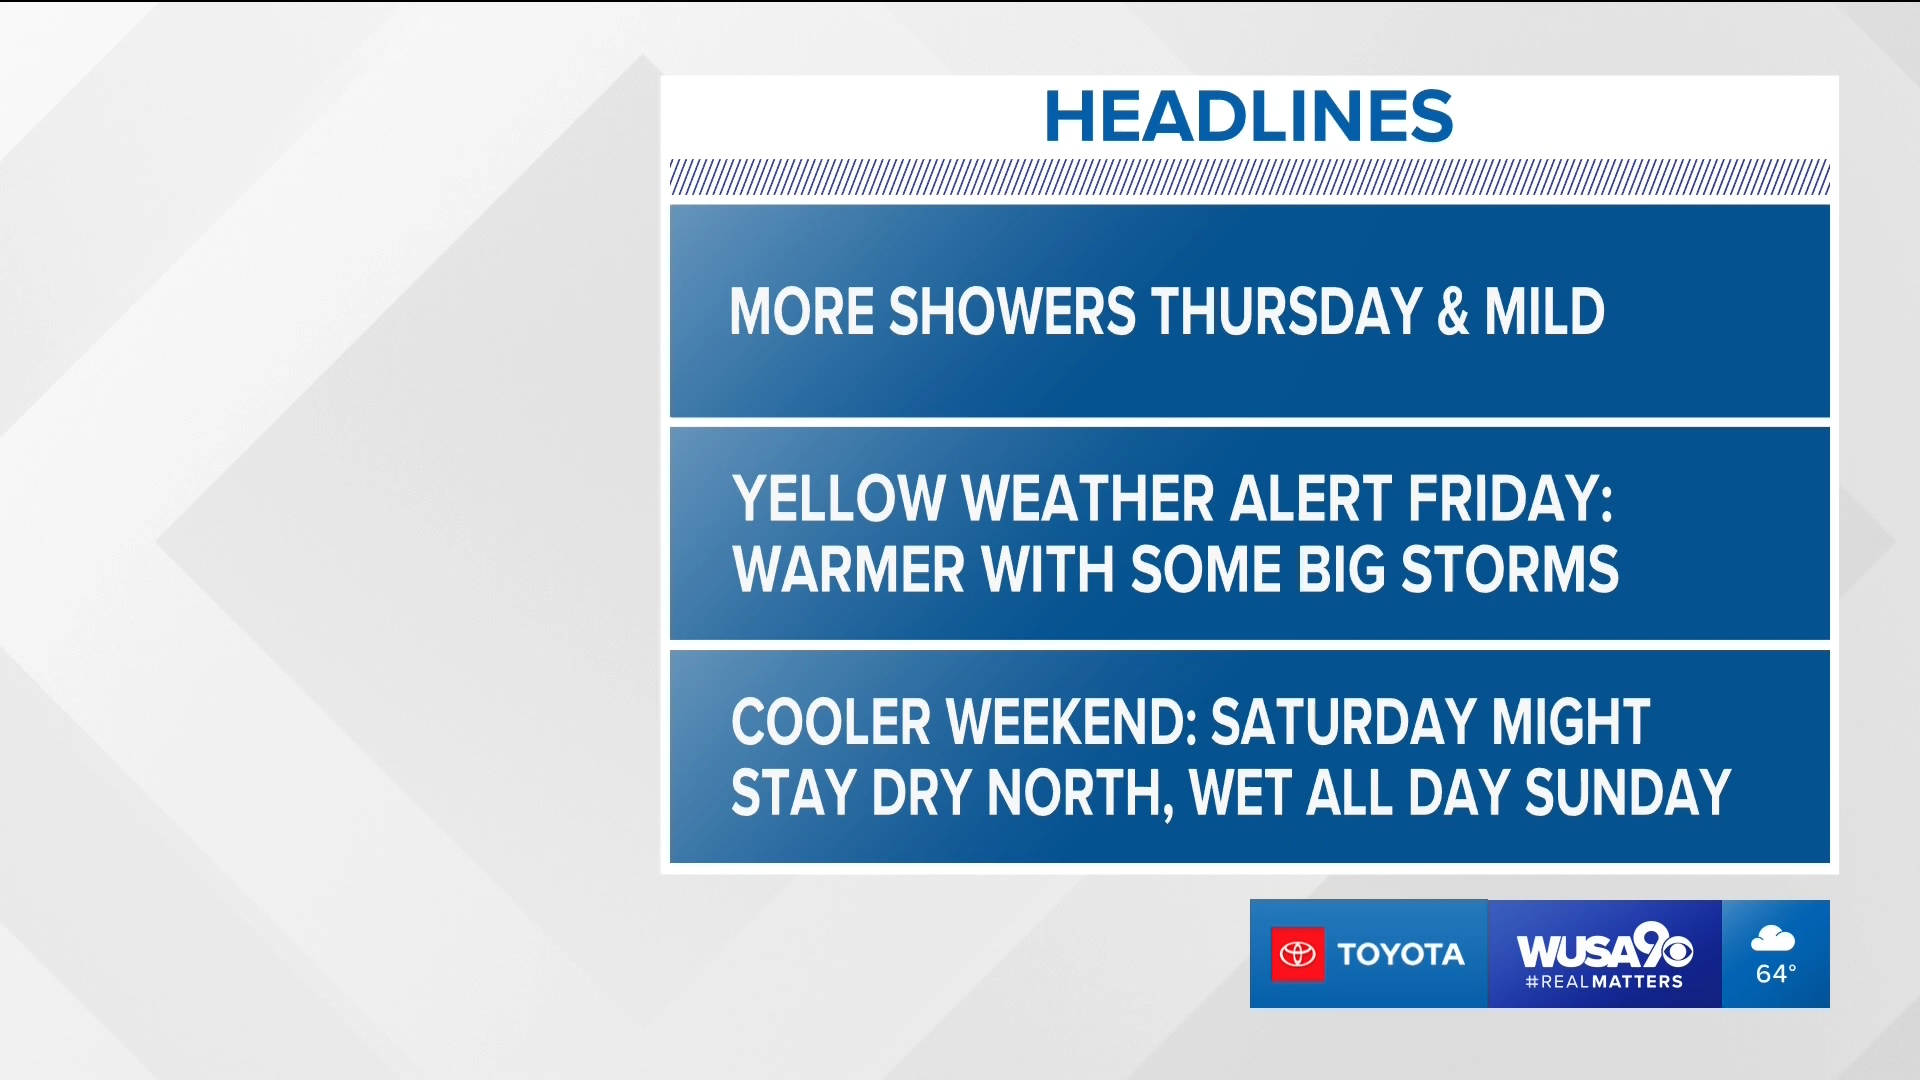 HEADLINES
MORE SHOWERS THURSDAY & MILD
YELLOW WEATHER ALERT FRIDAY:
WARMER WITH SOME BIG STORMS
COOLER WEEKEND: SATURDAY MIGHT
STAY DRY NORTH, WET ALL DAY SUNDAY
TOYOTA
WUSA9
#REALMATTERS
64°